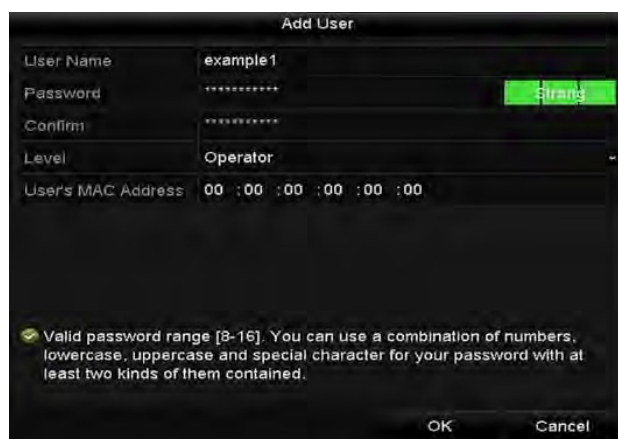 Add User
User Name example1
Password *********** Strong
Confirm ***********
Level Operator
User's MAC Address 00 :00 :00 :00 :00 :00
Valid password range [8-16]. You can use a combination of numbers,
lowercase, uppercase and special character for your password with at
least two kinds of them contained.
OK Cancel